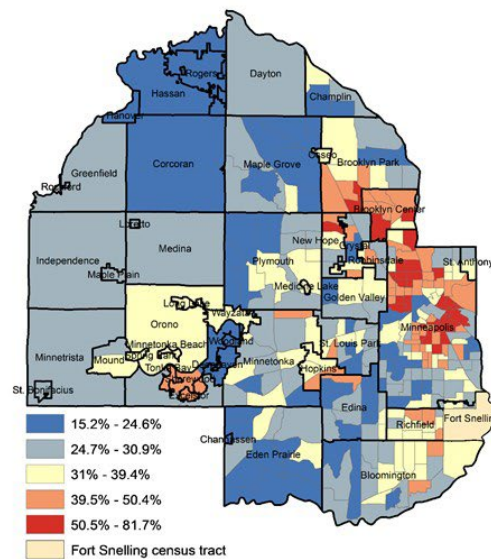 Rogers
Dayton
Hassan
Champlin
Hanover
Osseo
Corcoran
Maple Grove
Brooklyn Park
Greenfield
Rockford
Brooklyn Center
Loretto
New Hope
Crystal
Robbinsdale
Independence
Medina
Plymouth
St. Anthony
Maple Plain
Medicine Lake
Golden Valley
Long Lake
Wayzata
Minneapolis
Orono
Woodland
Minnetonka Beach
St. Louis Park
Minnetrista
Mound
Spring Park
Tonka Bay
Deephaven
Minnetonka
Hopkins
Shorewood
Excelsior
St. Bonifacius
Edina
Richfield
Fort Snelling
Chanhassen
Eden Prairie
Bloomington
15.2% - 24.6%
24.7% - 30.9%
31% - 39.4%
39.5% - 50.4%
50.5% - 81.7%
Fort Snelling census tract